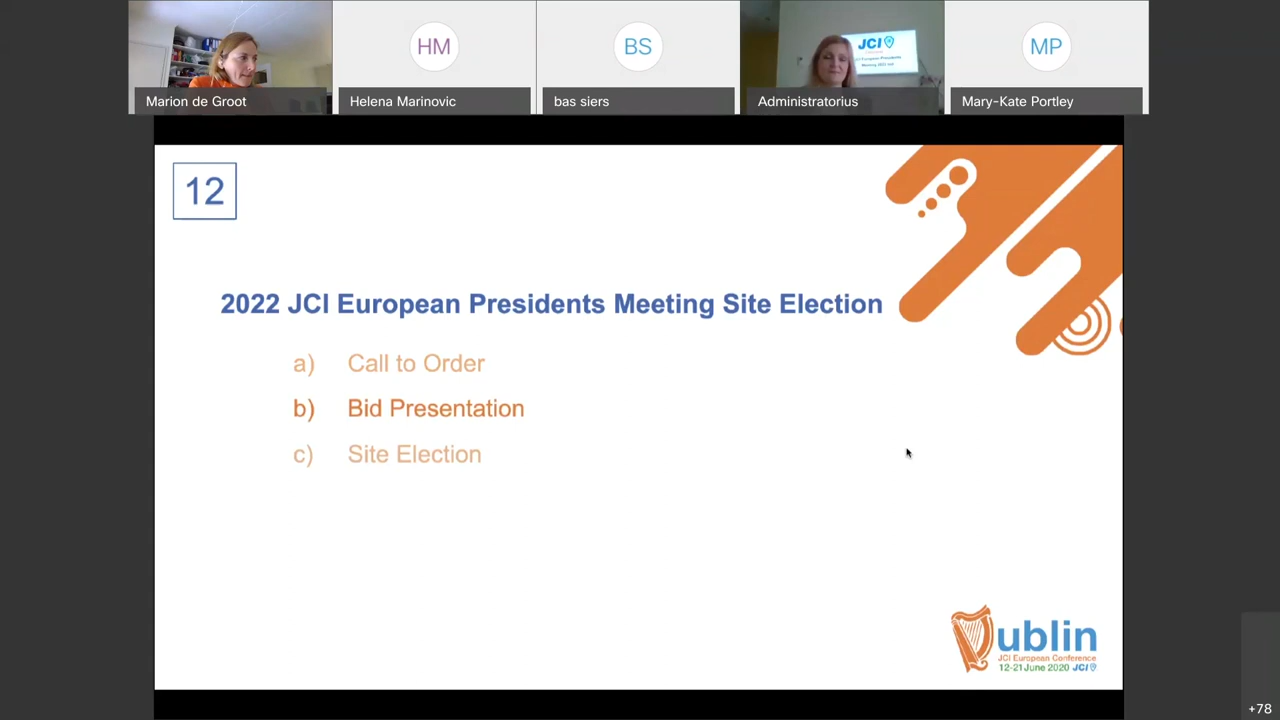 HM
BS
JCI
MP
Marion de Groot
Helena Marinovic
bas siers
Administratorius
Mary-Kate Portley
12
2022 JCI European Presidents Meeting Site Election
a) Call to Order
b) Bid Presentation
c) Site Election
ublin
JCI European Conference
12-21 June 2020 JCI
+78